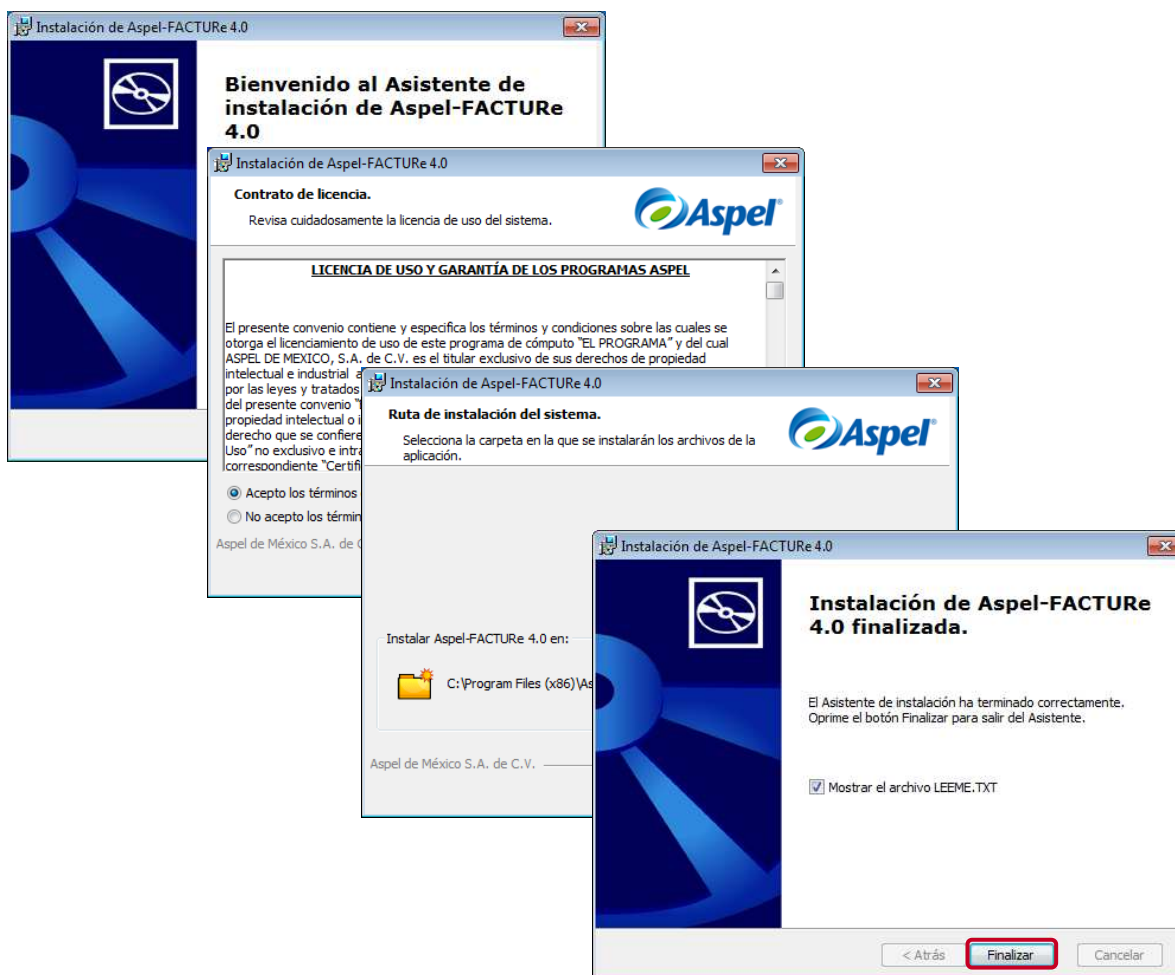 Instalación de Aspel-FACTURe 4.0
Bienvenido al Asistente de
instalación de Aspel-FACTURe
4.0
Instalación de Aspel-FACTURe 4.0
Contrato de licencia.
Revisa cuidadosamente la licencia de uso del sistema.
Aspel
LICENCIA DE USO Y GARANTÍA DE LOS PROGRAMAS ASPEL
El presente convenio contiene y especifica los términos y condiciones sobre las cuales se
otorga el licenciamiento de uso de este programa de cómputo "EL PROGRAMA" y del cual
ASPEL DE MEXICO, S.A. de C.V. es el titular exclusivo de sus derechos de propiedad
intelectual e industrial
por las leyes y tratados
del presente convenio
propiedad intelectual o
derecho que se confiere
Uso" no exclusivo e
correspondiente
Acepto los términos
No acepto los
Aspel de México S.A. de
Instalación de Aspel-FACTURe 4.0
Ruta de instalación del sistema.
Selecciona la carpeta en la que se instalarán los archivos de la
aplicación.
Aspel
Instalar Aspel-FACTURe 4.0 en:
C:\Program Files (x86)\
Aspel de México S.A. de C.V.
Instalación de Aspel-FACTURe 4.0
Instalación de Aspel-FACTURe
4.0 finalizada.
El Asistente de instalación ha terminado correctamente.
Oprime el botón Finalizar para salir del Asistente.
Mostrar el archivo LEEME.TXT
< Atrás Finalizar Cancelar